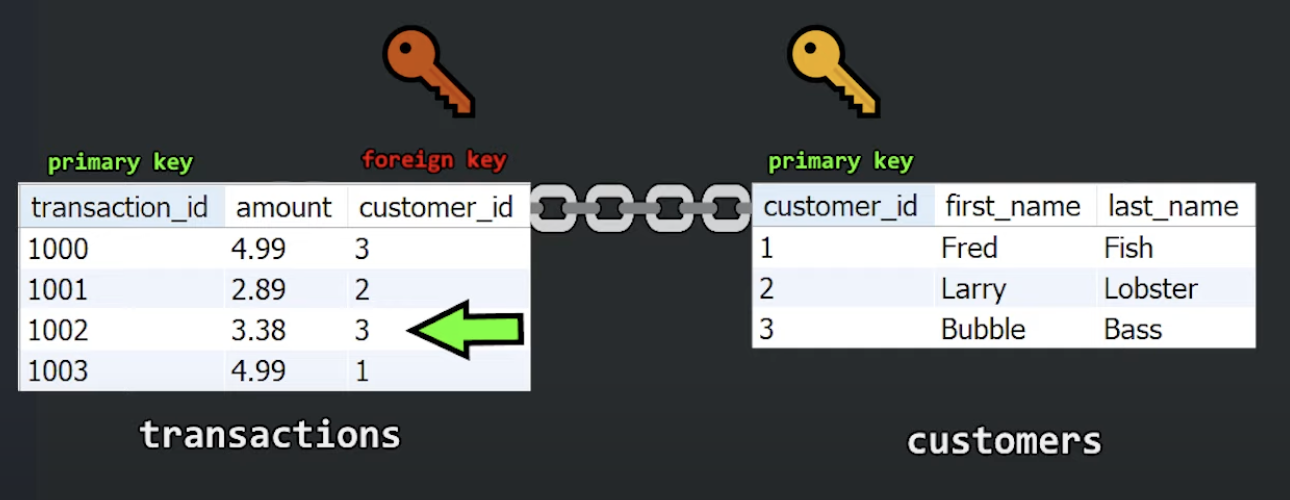 primary key
foreign key
primary key
transaction_id amount customer_id
1000 4.99 3
1001 2.89 2
1002 3.38 3
1003 4.99 1
transactions
customer_id first_name last_name
1 Fred Fish
2 Larry Lobster
3 Bubble Bass
customers